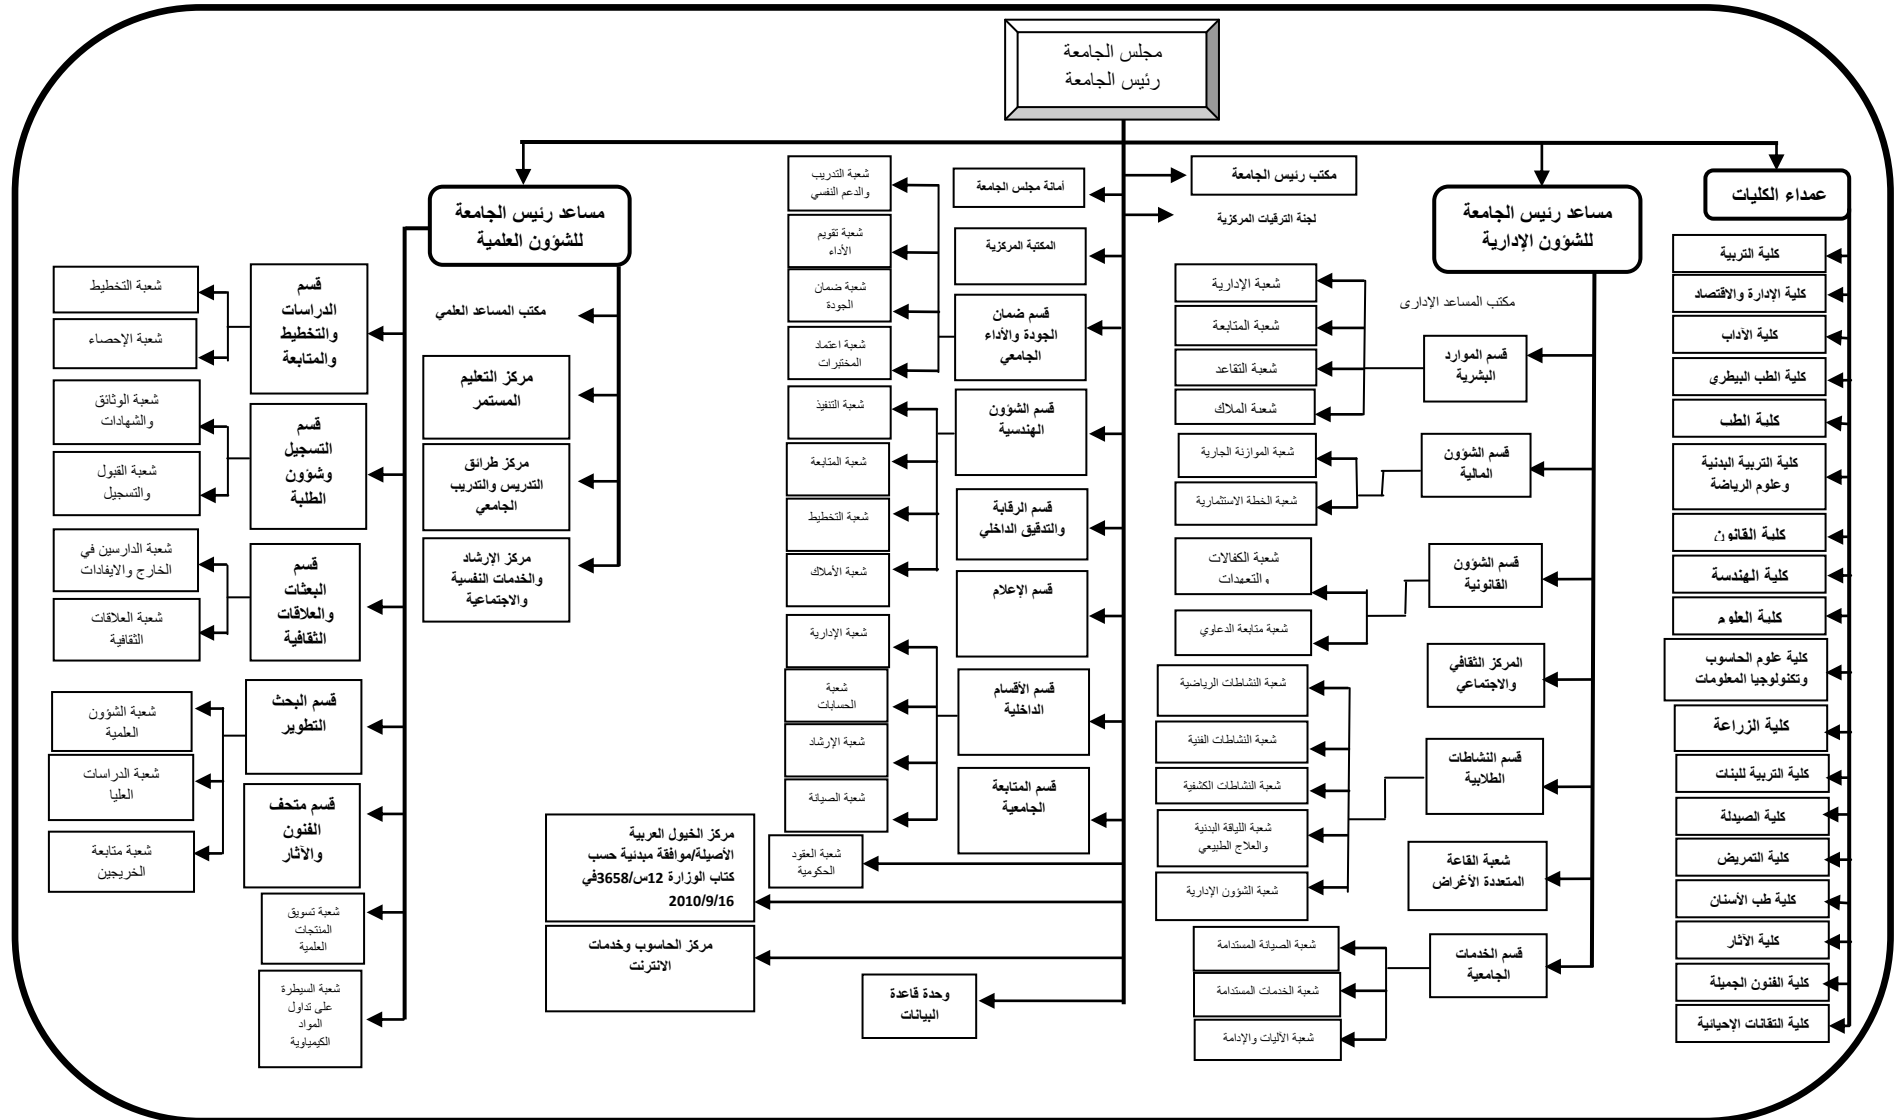 مجلس الجامعة
رئيس الجامعة
عمداء الكليات
كلية التربية
كلية الإدارة والاقتصاد
كلية الآداب
كلية الطب البيطري
كلية الطب
كلية التربية البدنية
وعلوم الرياضة
كلية القانون
كلية الهندسة
كلية العلوم
كلية علوم الحاسوب
وتكنولوجيا المعلومات
كلية الزراعة
كلية التربية للبنات
كلية الصيدلة
كلية التمريض
كلية طب الأسنان
كلية الآثار
كلية الفنون الجميلة
كلية التقانات الإحيائية
مساعد رئيس الجامعة
للشؤون الإدارية
مكتب المساعد الإدارى
قسم الموارد
البشرية
شعبة الإدارية
شعبة المتابعة
شعبة التقاعد
شعبة الملاك
قسم الشؤون
المالية
شعبة الموازنة الجارية
شعبة الخطة الاستثمارية
قسم الشؤون
القانونية
شعبة الكفالات
والتعهدات
شعبة متابعة الدعاوي
المركز الثقافي
والاجتماعي
قسم النشاطات
الطلابية
شعبة النشاطات الرياضية
شعبة النشاطات الفنية
شعبة النشاطات الكشفية
شعبة اللياقة البدنية
والعلاج الطبيعي
شعبة الشؤون الإدارية
شعبة القاعة
المتعددة الأغراض
قسم الخدمات
الجامعية
شعبة الصيانة المستدامة
شعبة الخدمات المستدامة
شعبة الآليات والإدامة
مكتب رئيس الجامعة
لجنة الترقيات المركزية
أمانة مجلس الجامعة
المكتبة المركزية
قسم ضمان
الجودة والأداء
الجامعي
شعبة التدريب
والدعم النفسي
شعبة تقويم
الأداء
شعبة ضمان
الجودة
شعبة اعتماد
المختبرات
قسم الشؤون
الهندسية
شعبة التنفيذ
شعبة المتابعة
شعبة التخطيط
شعبة الأملاك
قسم الرقابة
والتدقيق الداخلي
قسم الإعلام
قسم الأقسام
الداخلية
شعبة الإدارية
شعبة
الحسابات
شعبة الإرشاد
شعبة الصيانة
قسم المتابعة
الجامعية
شعبة العقود
الحكومية
مركز الخيول العربية
الأصيلة/موافقة مبدئية حسب
كتاب الوزارة 12س/3658في
2010/9/16
مركز الحاسوب وخدمات
الانترنت
وحدة قاعدة
البيانات
مساعد رئيس الجامعة
للشؤون العلمية
مكتب المساعد العلمي
مركز التعليم
المستمر
مركز طرائق
التدريس والتدريب
الجامعي
مركز الإرشاد
والخدمات النفسية
والاجتماعية
قسم
الدراسات
والتخطيط
والمتابعة
شعبة التخطيط
شعبة الإحصاء
قسم
التسجيل
وشؤون
الطلبة
شعبة الوثائق
والشهادات
شعبة القبول
والتسجيل
قسم
البعثات
والعلاقات
الثقافية
شعبة الدارسين في
الخارج والايفادات
شعبة العلاقات
الثقافية
قسم البحث
التطوير
شعبة الشؤون
العلمية
شعبة الدراسات
العليا
شعبة متابعة
الخريجين
قسم متحف
الفنون
والآثار
شعبة تسويق
المنتجات
العلمية
شعبة السيطرة
على تداول
المواد
الكيمياوية